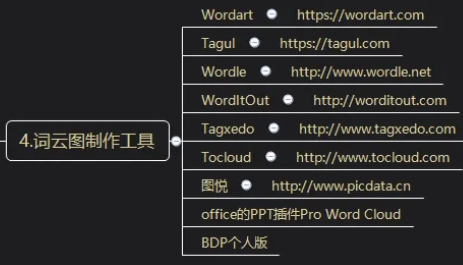 Wordart https://wordart.com
Tagul https://tagul.com
Wordle http://www.wordle.net
WordItOut http://worditout.com
4.词云图制作工具
Tagxedo http://www.tagxedo.com
Tocloud http://www.tocloud.com
图悦 http://www.picdata.cn
office的PPT插件Pro Word Cloud
BDP个人版